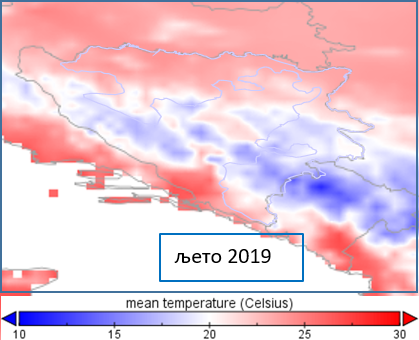 љето 2019
mean temperature (Celsius)
10 15 20 25 30